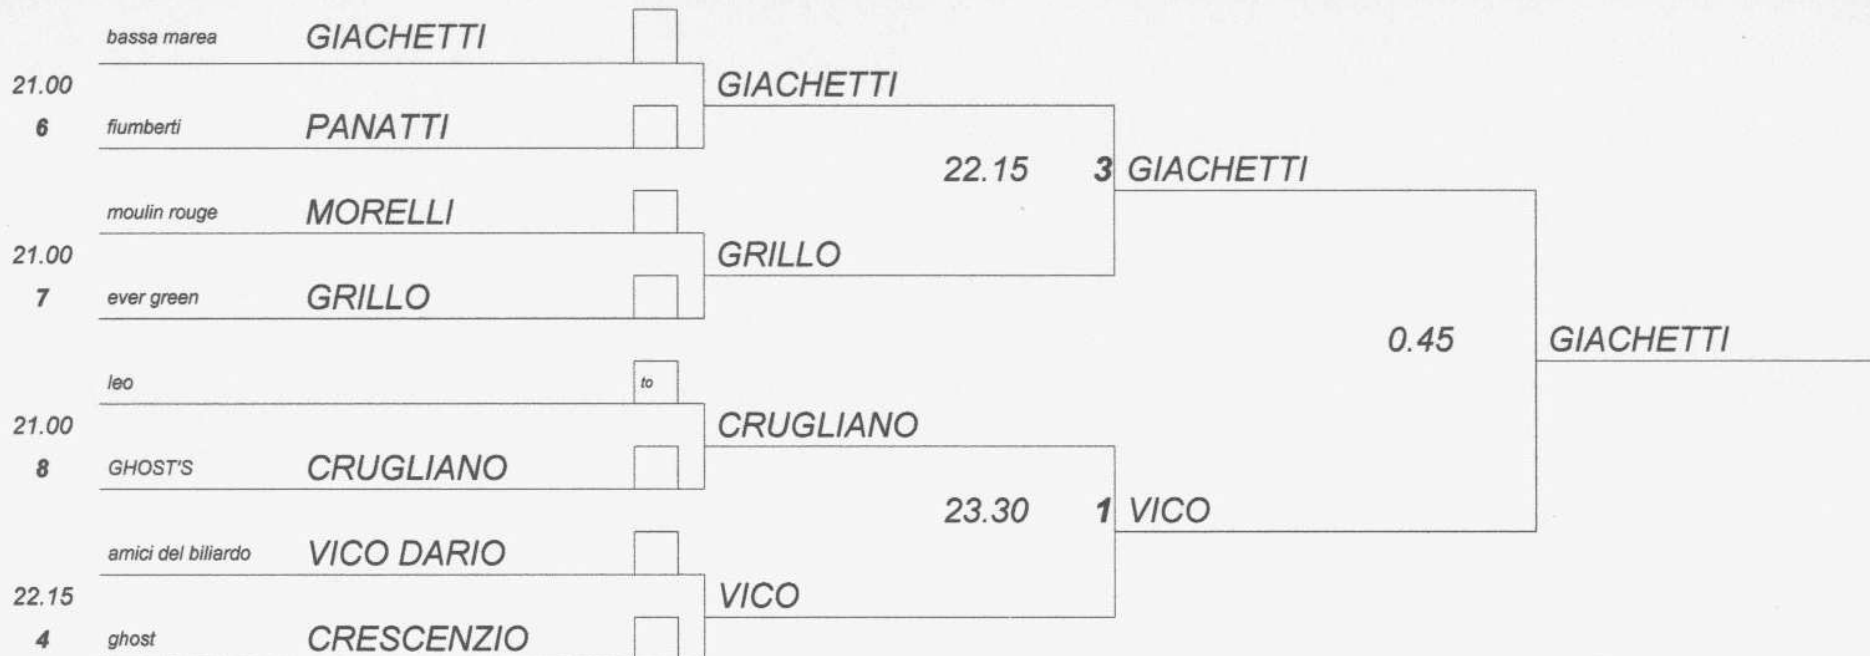 bassa marea GIACHETTI
21.00 GIACHETTI
6 fiumberti PANATTI
22.15 3 GIACHETTI
moulin rouge MORELLI
21.00 GRILLO
7 ever green GRILLO
0.45 GIACHETTI
leo to
21.00 CRUGLIANO
8 GHOST'S CRUGLIANO
23.30 1 VICO
amici del biliardo VICO DARIO
22.15 VICO
4 ghost CRESCENZIO